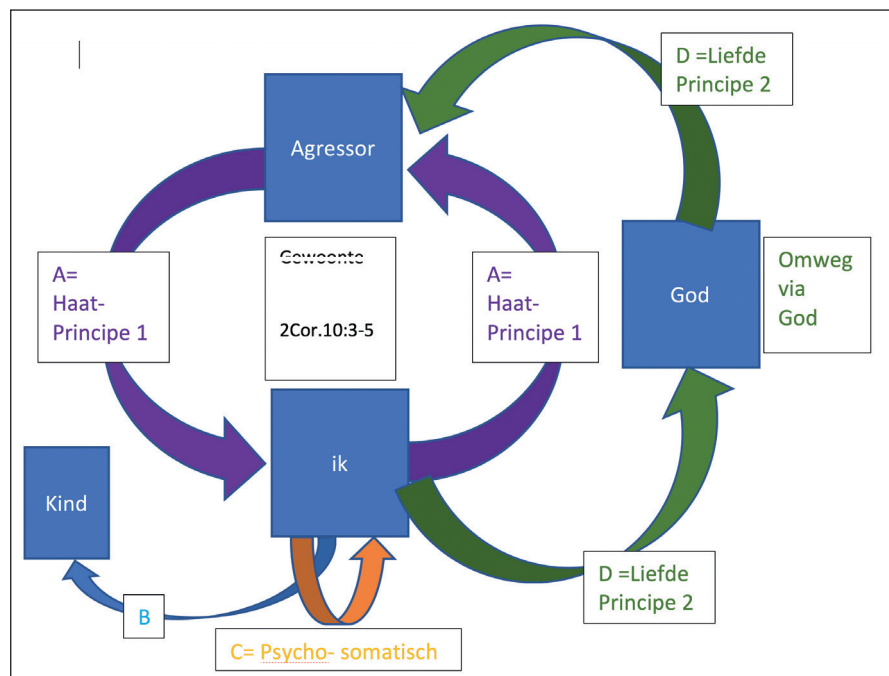 D =Liefde
Principe 2
Agressor
A=
Haat-
Principe 1
Gewoonte
2Cor.10:3-5
A=
Haat-
Principe 1
God
Omweg
via
God
ik
Kind
B
C= Psycho- somatisch
D =Liefde
Principe 2